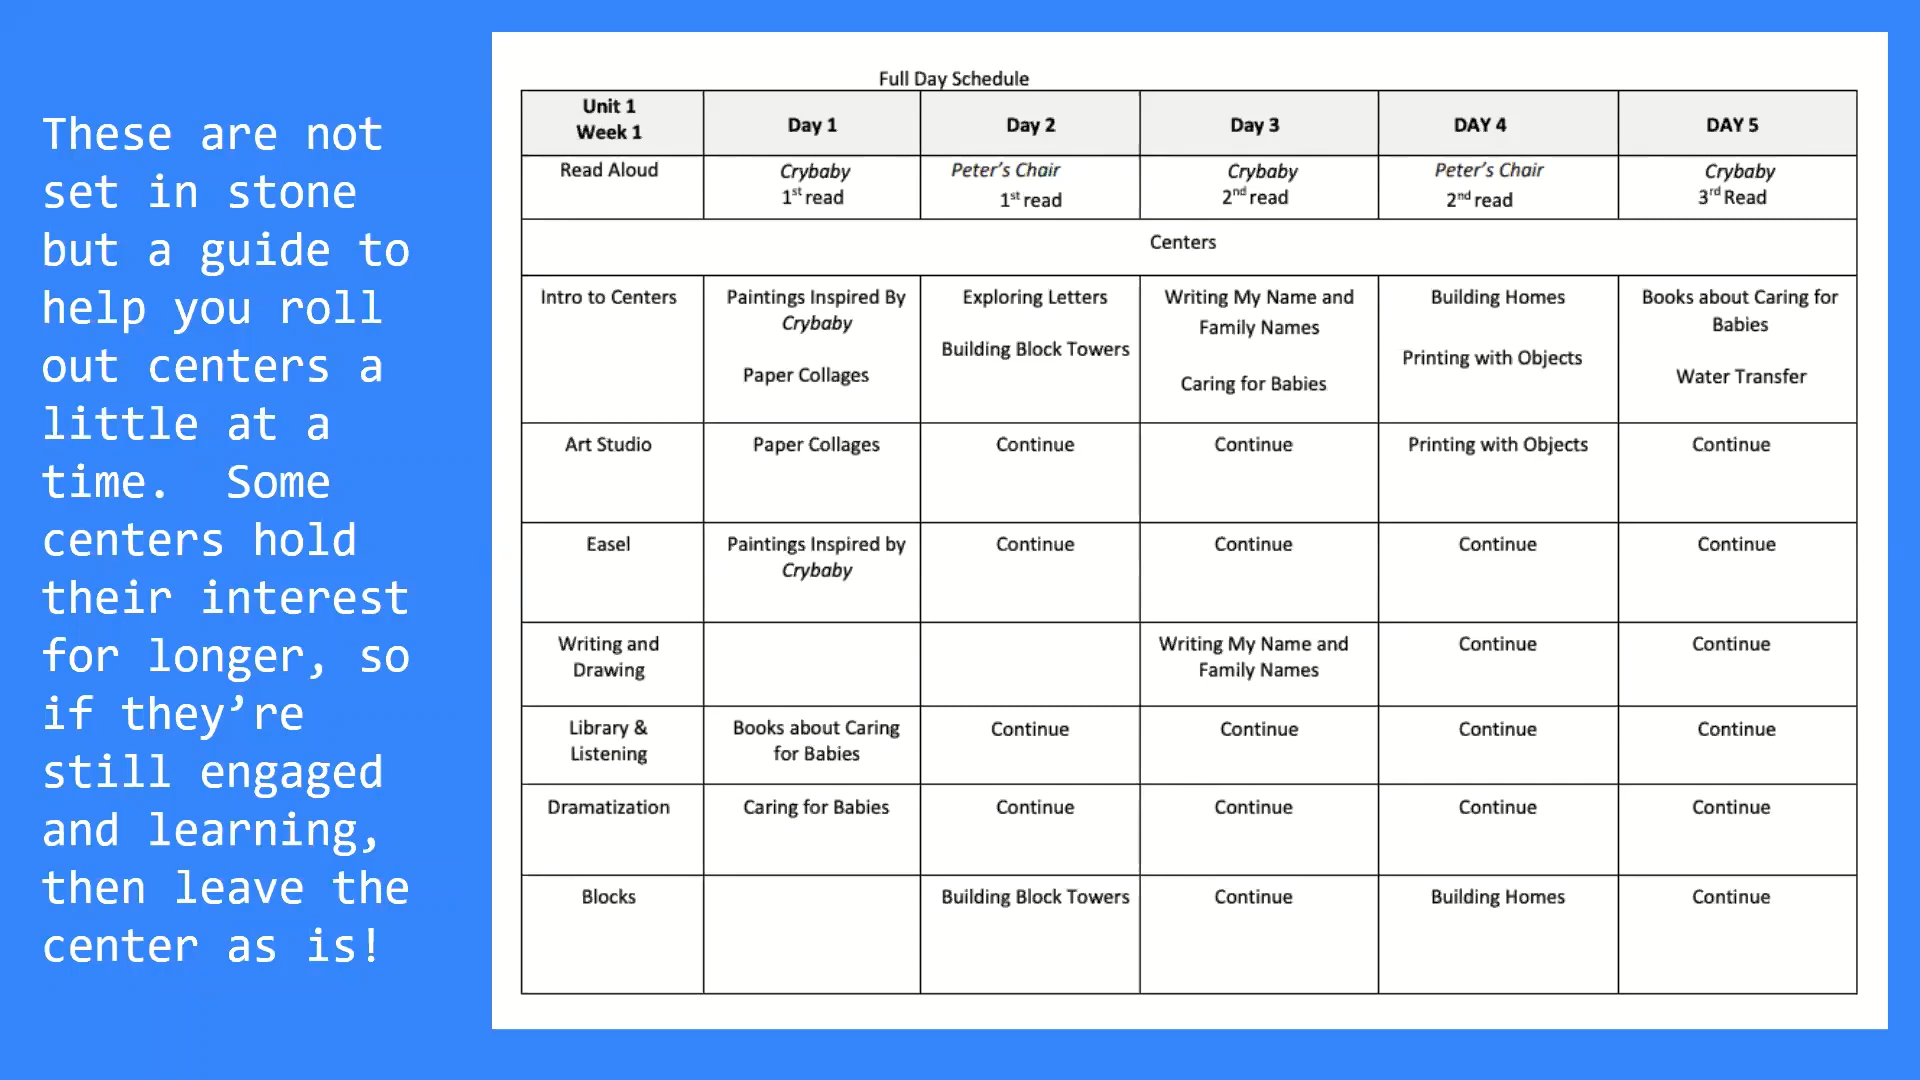 These are not
set in stone
but a guide to
help you roll
out centers a
little at a
time.  Some
centers hold
their interest
for longer, so
if they’re
still engaged
and learning,
then leave the
center as is!
Full Day Schedule
Unit 1
Week 1
Day 1
Day 2
Day 3
DAY 4
DAY 5
Read Aloud
Crybaby
1st read
Peter’s Chair
1st read
Crybaby
2nd read
Peter’s Chair
2nd read
Crybaby
3rd Read
Centers
Intro to Centers
Paintings Inspired By
Crybaby
Paper Collages
Exploring Letters
Building Block Towers
Writing My Name and
Family Names
Caring for Babies
Building Homes
Printing with Objects
Books about Caring for
Babies
Water Transfer
Art Studio
Paper Collages
Continue
Continue
Printing with Objects
Continue
Easel
Paintings Inspired by
Crybaby
Continue
Continue
Continue
Continue
Writing and
Drawing
Writing My Name and
Family Names
Continue
Continue
Library &
Listening
Books about Caring
for Babies
Continue
Continue
Continue
Continue
Dramatization
Caring for Babies
Continue
Continue
Continue
Continue
Blocks
Building Block Towers
Continue
Building Homes
Continue